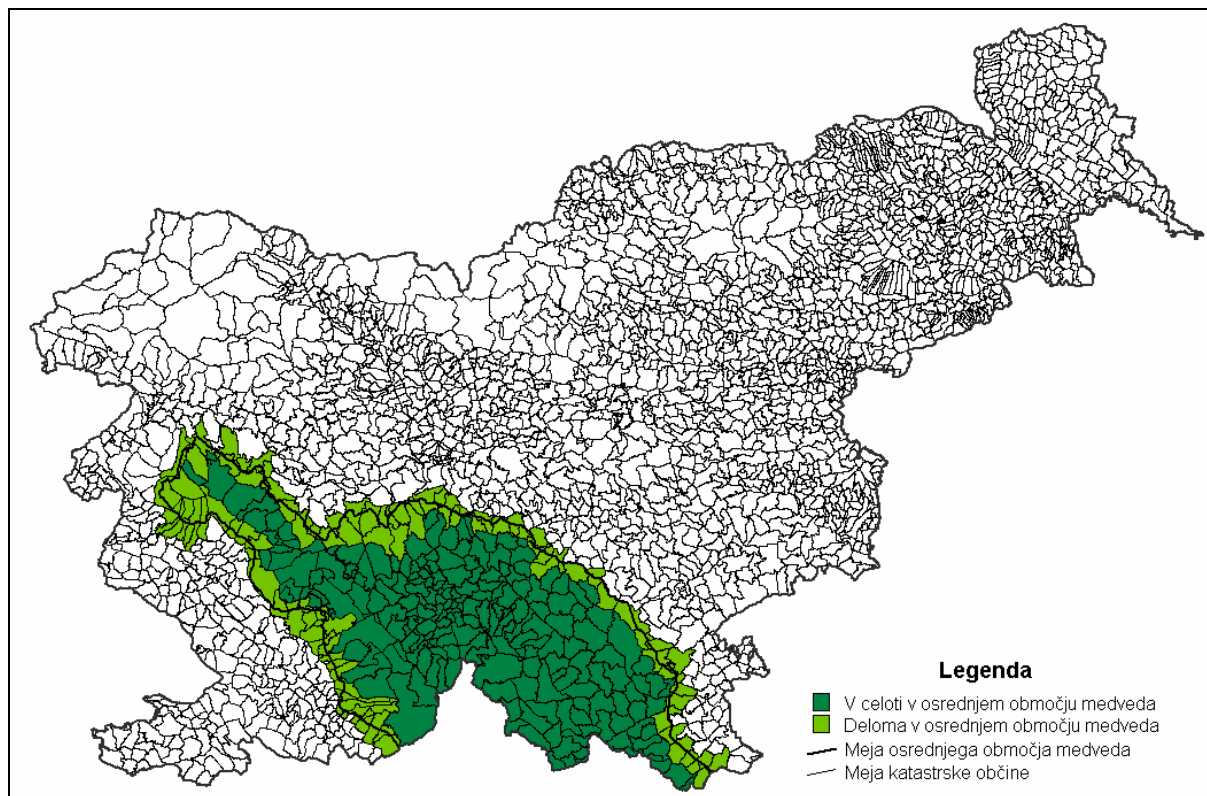 Legenda
V celoti v osrednjem območju medveda
Deloma v osrednjem območju medveda
Meja osrednjega območja medveda
Meja katastrske občine